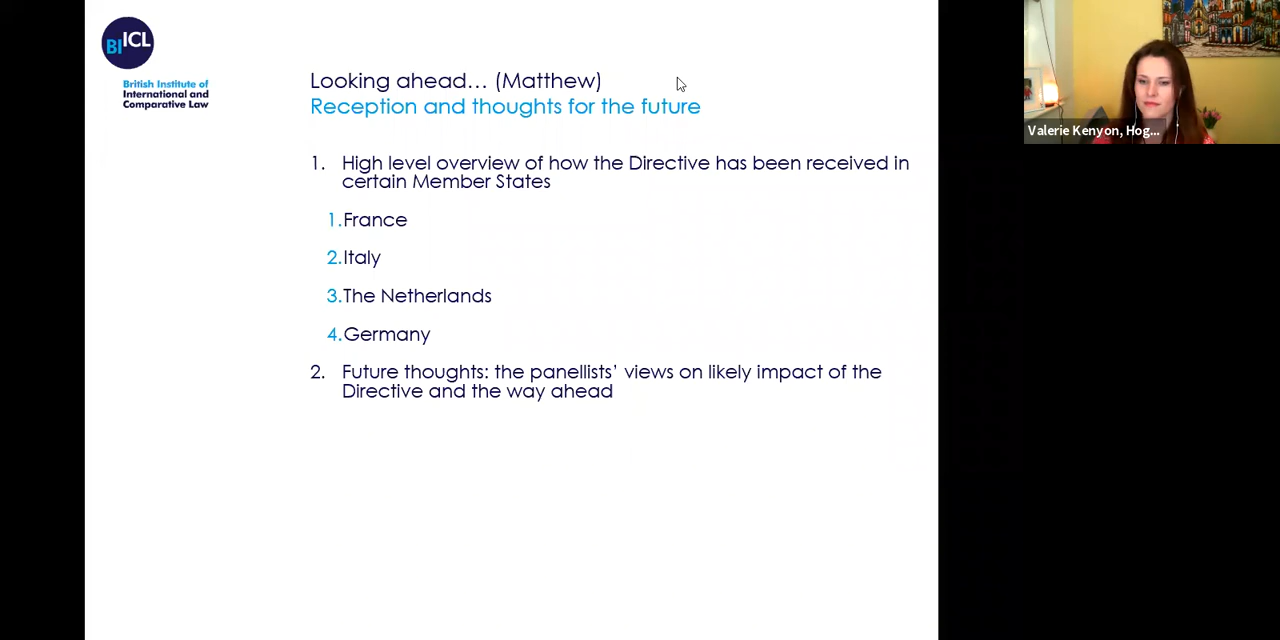 BIICL
British Institute of
International and
Comparative Law
Looking ahead... (Matthew)
Reception and thoughts for the future
1. High level overview of how the Directive has been received in
certain Member States
1.France
2.Italy
3.The Netherlands
4.Germany
2. Future thoughts: the panellists' views on likely impact of the
Directive and the way ahead
Valerie Kenyon, Hog...